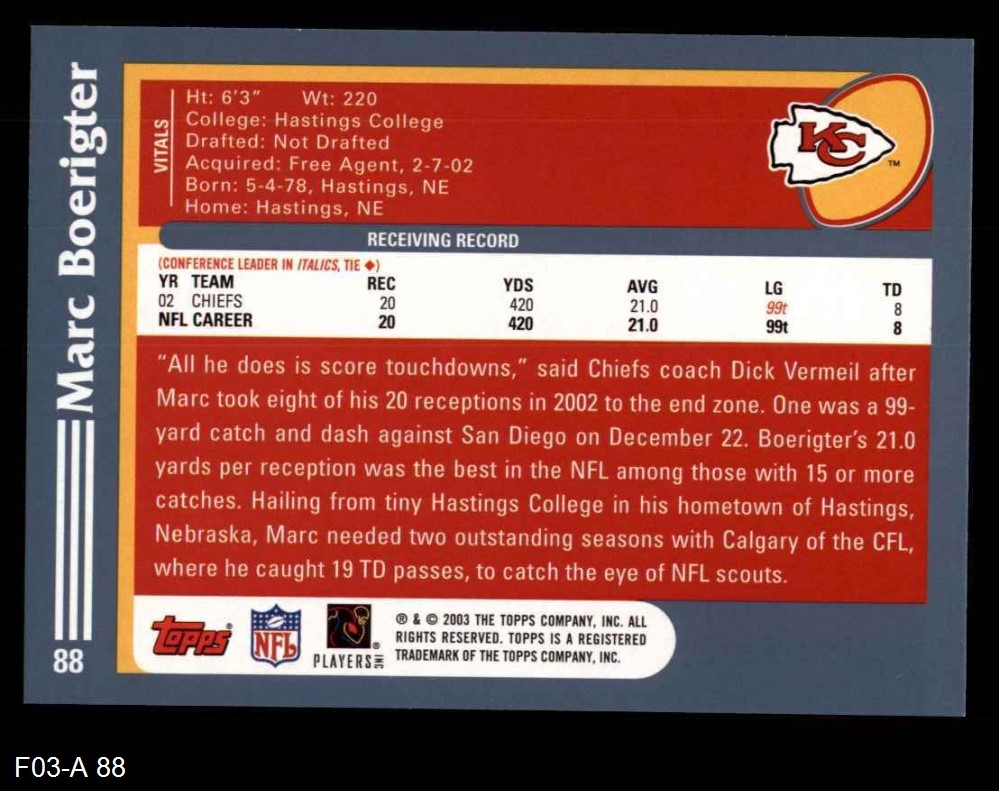 Marc Boerigter
88
VITALS
Ht: 6'3" Wt: 220
College: Hastings College
Drafted: Not Drafted
Acquired: Free Agent, 2-7-02
Born: 5-4-78, Hastings, NE
Home: Hastings, NE
KC
TM
RECEIVING RECORD
(CONFERENCE LEADER IN ITALICS, TIE ◆)
YR TEAM REC YDS AVG LG TD
02 CHIEFS 20 420 21.0 99t 8
NFL CAREER 20 420 21.0 99t 8
"All he does is score touchdowns," said Chiefs coach Dick Vermeil after
Marc took eight of his 20 receptions in 2002 to the end zone. One was a 99-
yard catch and dash against San Diego on December 22. Boerigter's 21.0
yards per reception was the best in the NFL among those with 15 or more
catches. Hailing from tiny Hastings College in his hometown of Hastings,
Nebraska, Marc needed two outstanding seasons with Calgary of the CFL,
where he caught 19 TD passes, to catch the eye of NFL scouts.
topps®
NFL
®
PLAYERS INC
® & © 2003 THE TOPPS COMPANY, INC. ALL
RIGHTS RESERVED. TOPPS IS A REGISTERED
TRADEMARK OF THE TOPPS COMPANY, INC.
F03-A 88